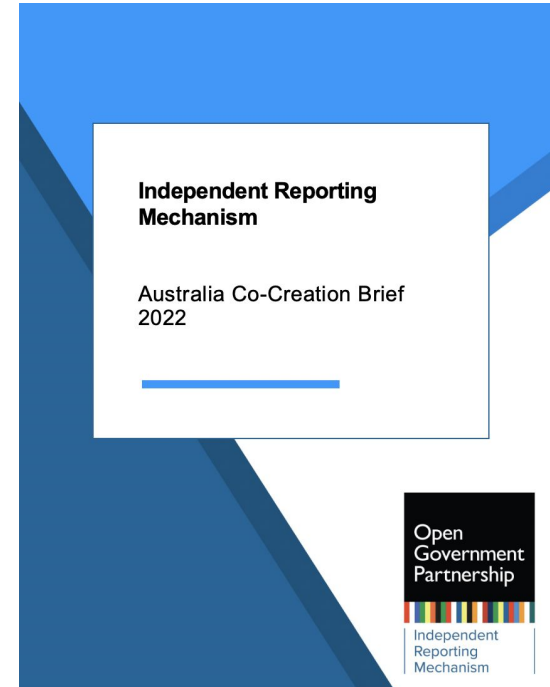 Independent Reporting
Mechanism
Australia Co-Creation Brief
2022
Open
Government
Partnership
Independent
Reporting
Mechanism